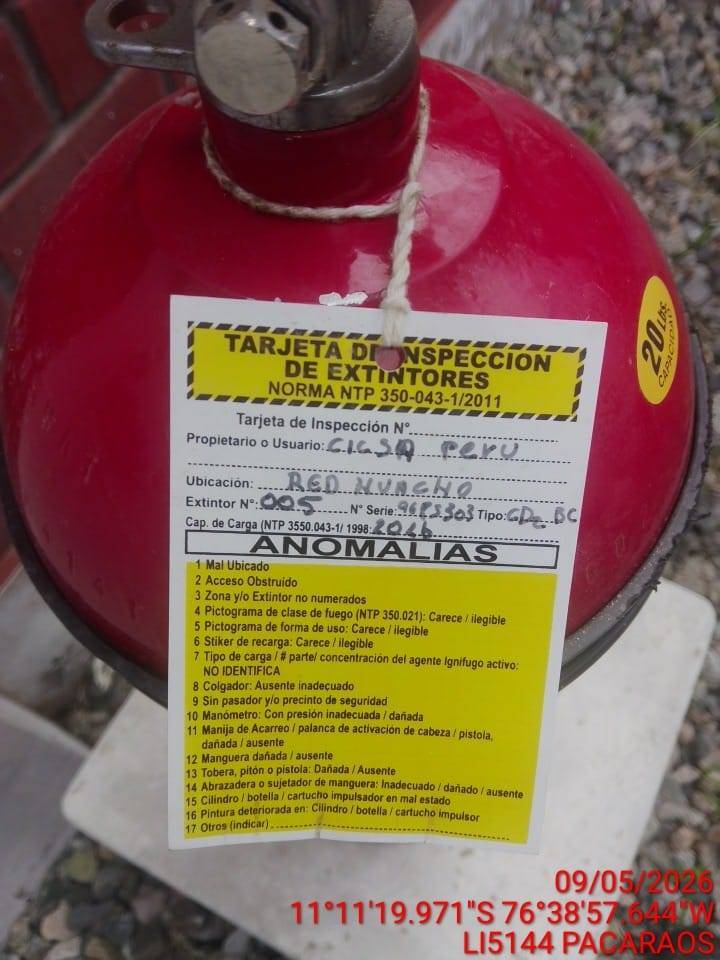 20 Lbs.
CAPACIDAD
TARJETA DE INSPECCION
DE EXTINTORES
NORMA NTP 350-043-1/2011
Tarjeta de Inspección N°
Propietario o Usuario: CICSA PERU
Ubicación: RED HUACHO
Extintor N°: 005 N° Serie: Tipo: BC
Cap. de Carga (NTP 3550.043-1/ 1998: 20Lb
ANOMALIAS
1 Mal Ubicado
2 Acceso Obstruido
3 Zona y/o Extintor no numerados
4 Pictograma de clase de fuego (NTP 350.021): Carece / ilegible
5 Pictograma de forma de uso: Carece / ilegible
6 Stiker de recarga: Carece / ilegible
7 Tipo de carga / # parte/ concentración del agente Ignífugo activo:
NO IDENTIFICA
8 Colgador: Ausente inadecuado
9 Sin pasador y/o precinto de seguridad
10 Manómetro: Con presión inadecuada / dañada
11 Manija de Acarreo / palanca de activación de cabeza / pistola,
dañada / ausente
12 Manguera dañada / ausente
13 Tobera, pitón o pistola: Dañada / Ausente
14 Abrazadera o sujetador de manguera: Inadecuado / dañado / ausente
15 Cilindro / botella / cartucho impulsador en mal estado
16 Pintura deteriorada en: Cilindro / botella / cartucho impulsor
17 Otros (indicar)
09/05/2026
11°11'19.971"S 76°38'57.644"W
LI5144 PACARAOS